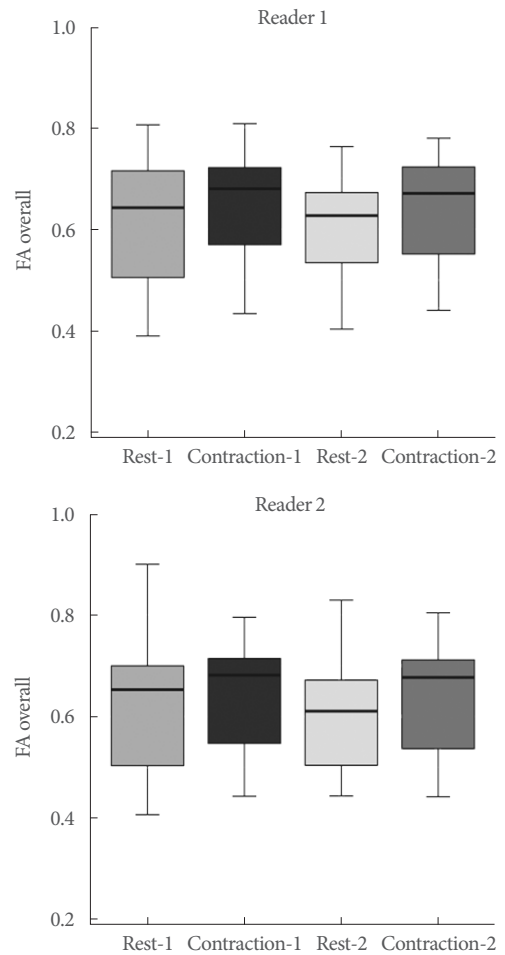 Reader 1
1.0
0.8
0.6
0.4
0.2
FA overall
Rest-1 Contraction-1 Rest-2 Contraction-2
Reader 2
1.0
0.8
0.6
0.4
0.2
FA overall
Rest-1 Contraction-1 Rest-2 Contraction-2